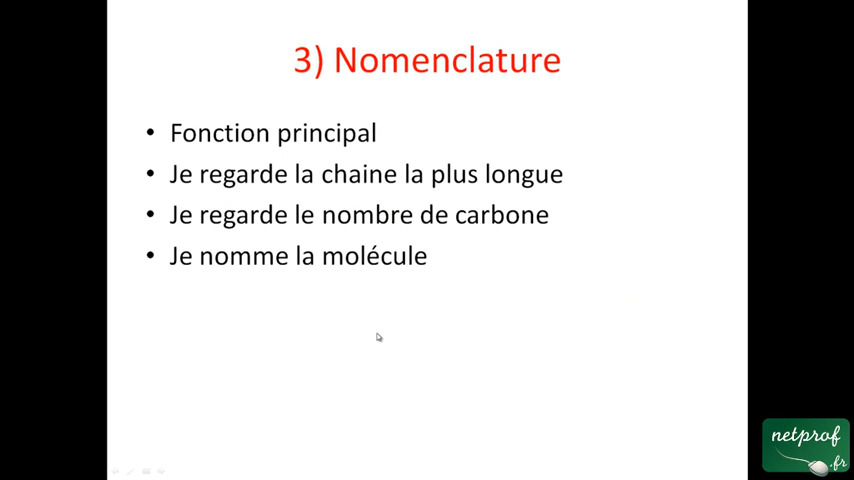 3) Nomenclature
• Fonction principal
• Je regarde la chaine la plus longue
• Je regarde le nombre de carbone
• Je nomme la molécule
netprof
.fr